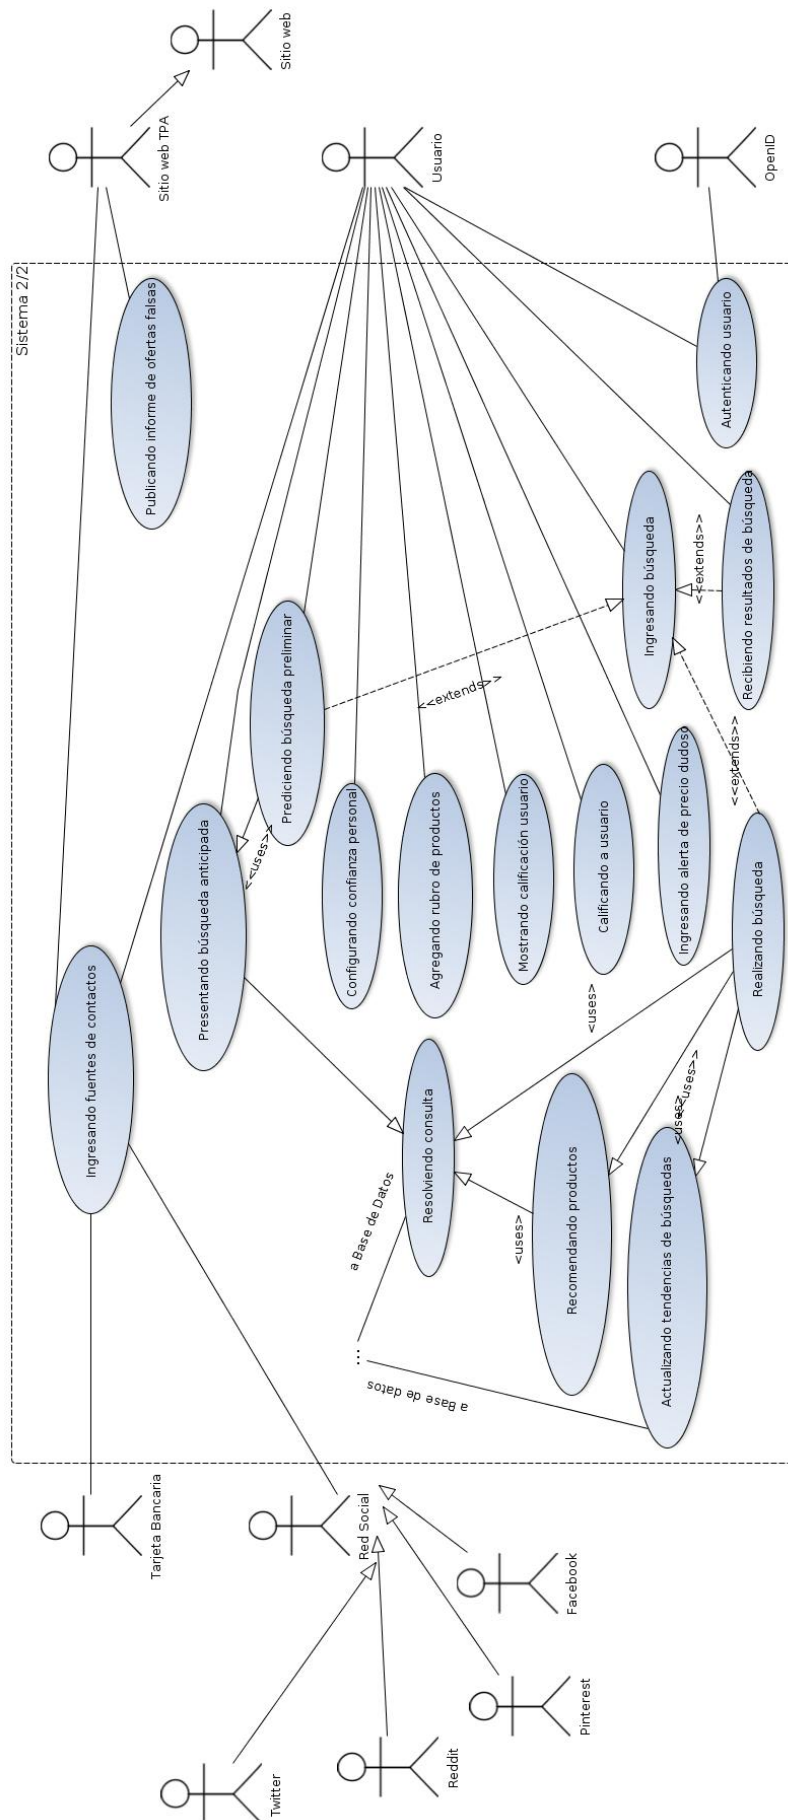 Sistema 2/2
Sitio web
Sitio web TPA
Usuario
OpenID
Publicando informe de ofertas falsas
Autenticando usuario
Ingresando búsqueda
<<extends>>
Recibiendo resultados de búsqueda
Prediciendo búsqueda preliminar
<<extends>>
<<extends>>
Presentando búsqueda anticipada
<<uses>>
Configurando confianza personal
Agregando rubro de productos
Mostrando calificación usuario
Calificando a usuario
Ingresando alerta de precio dudoso
Realizando búsqueda
Ingresando fuentes de contactos
<uses>
Resolviendo consulta
<uses>
<<uses>>
a Base de Datos
<uses>
Recomendando productos
Actualizando tendencias de búsquedas
...
a Base de datos
Tarjeta Bancaria
Red Social
Facebook
Pinterest
Reddit
Twitter